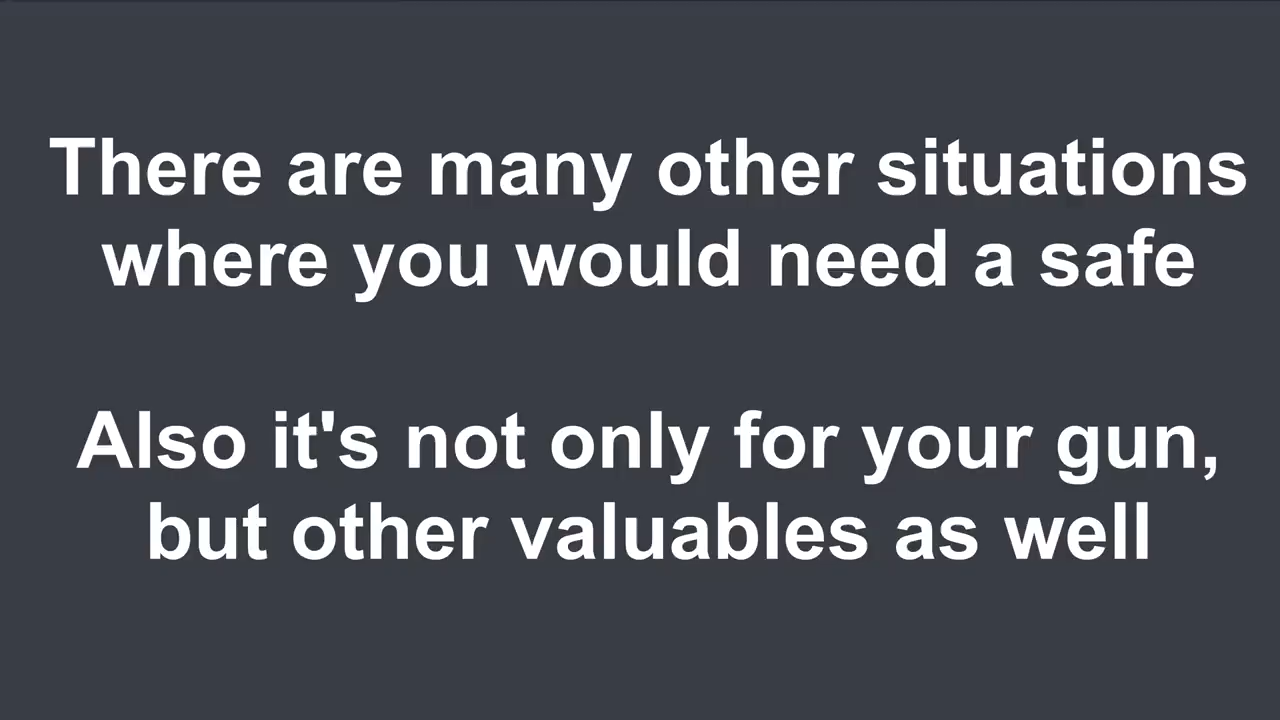 There are many other situations
where you would need a safe
Also it's not only for your gun,
but other valuables as well